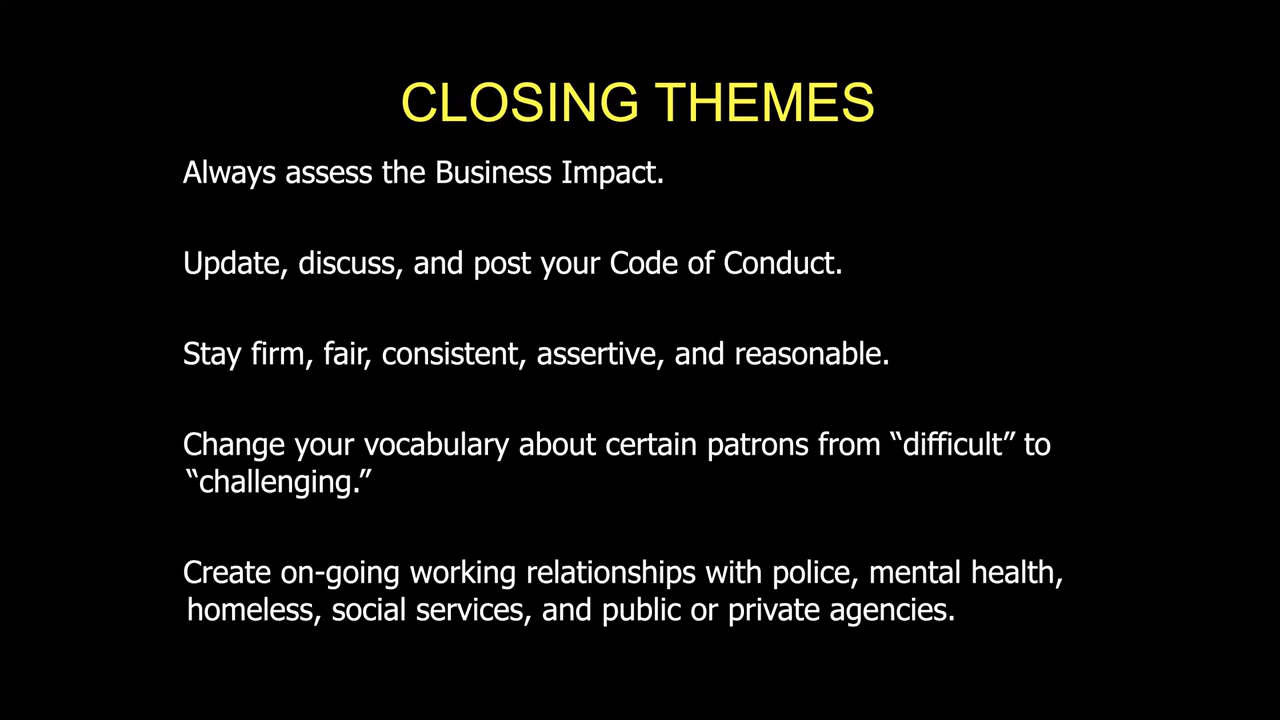 CLOSING THEMES
Always assess the Business Impact.
Update, discuss, and post your Code of Conduct.
Stay firm, fair, consistent, assertive, and reasonable.
Change your vocabulary about certain patrons from “difficult” to
“challenging.”
Create on-going working relationships with police, mental health,
homeless, social services, and public or private agencies.